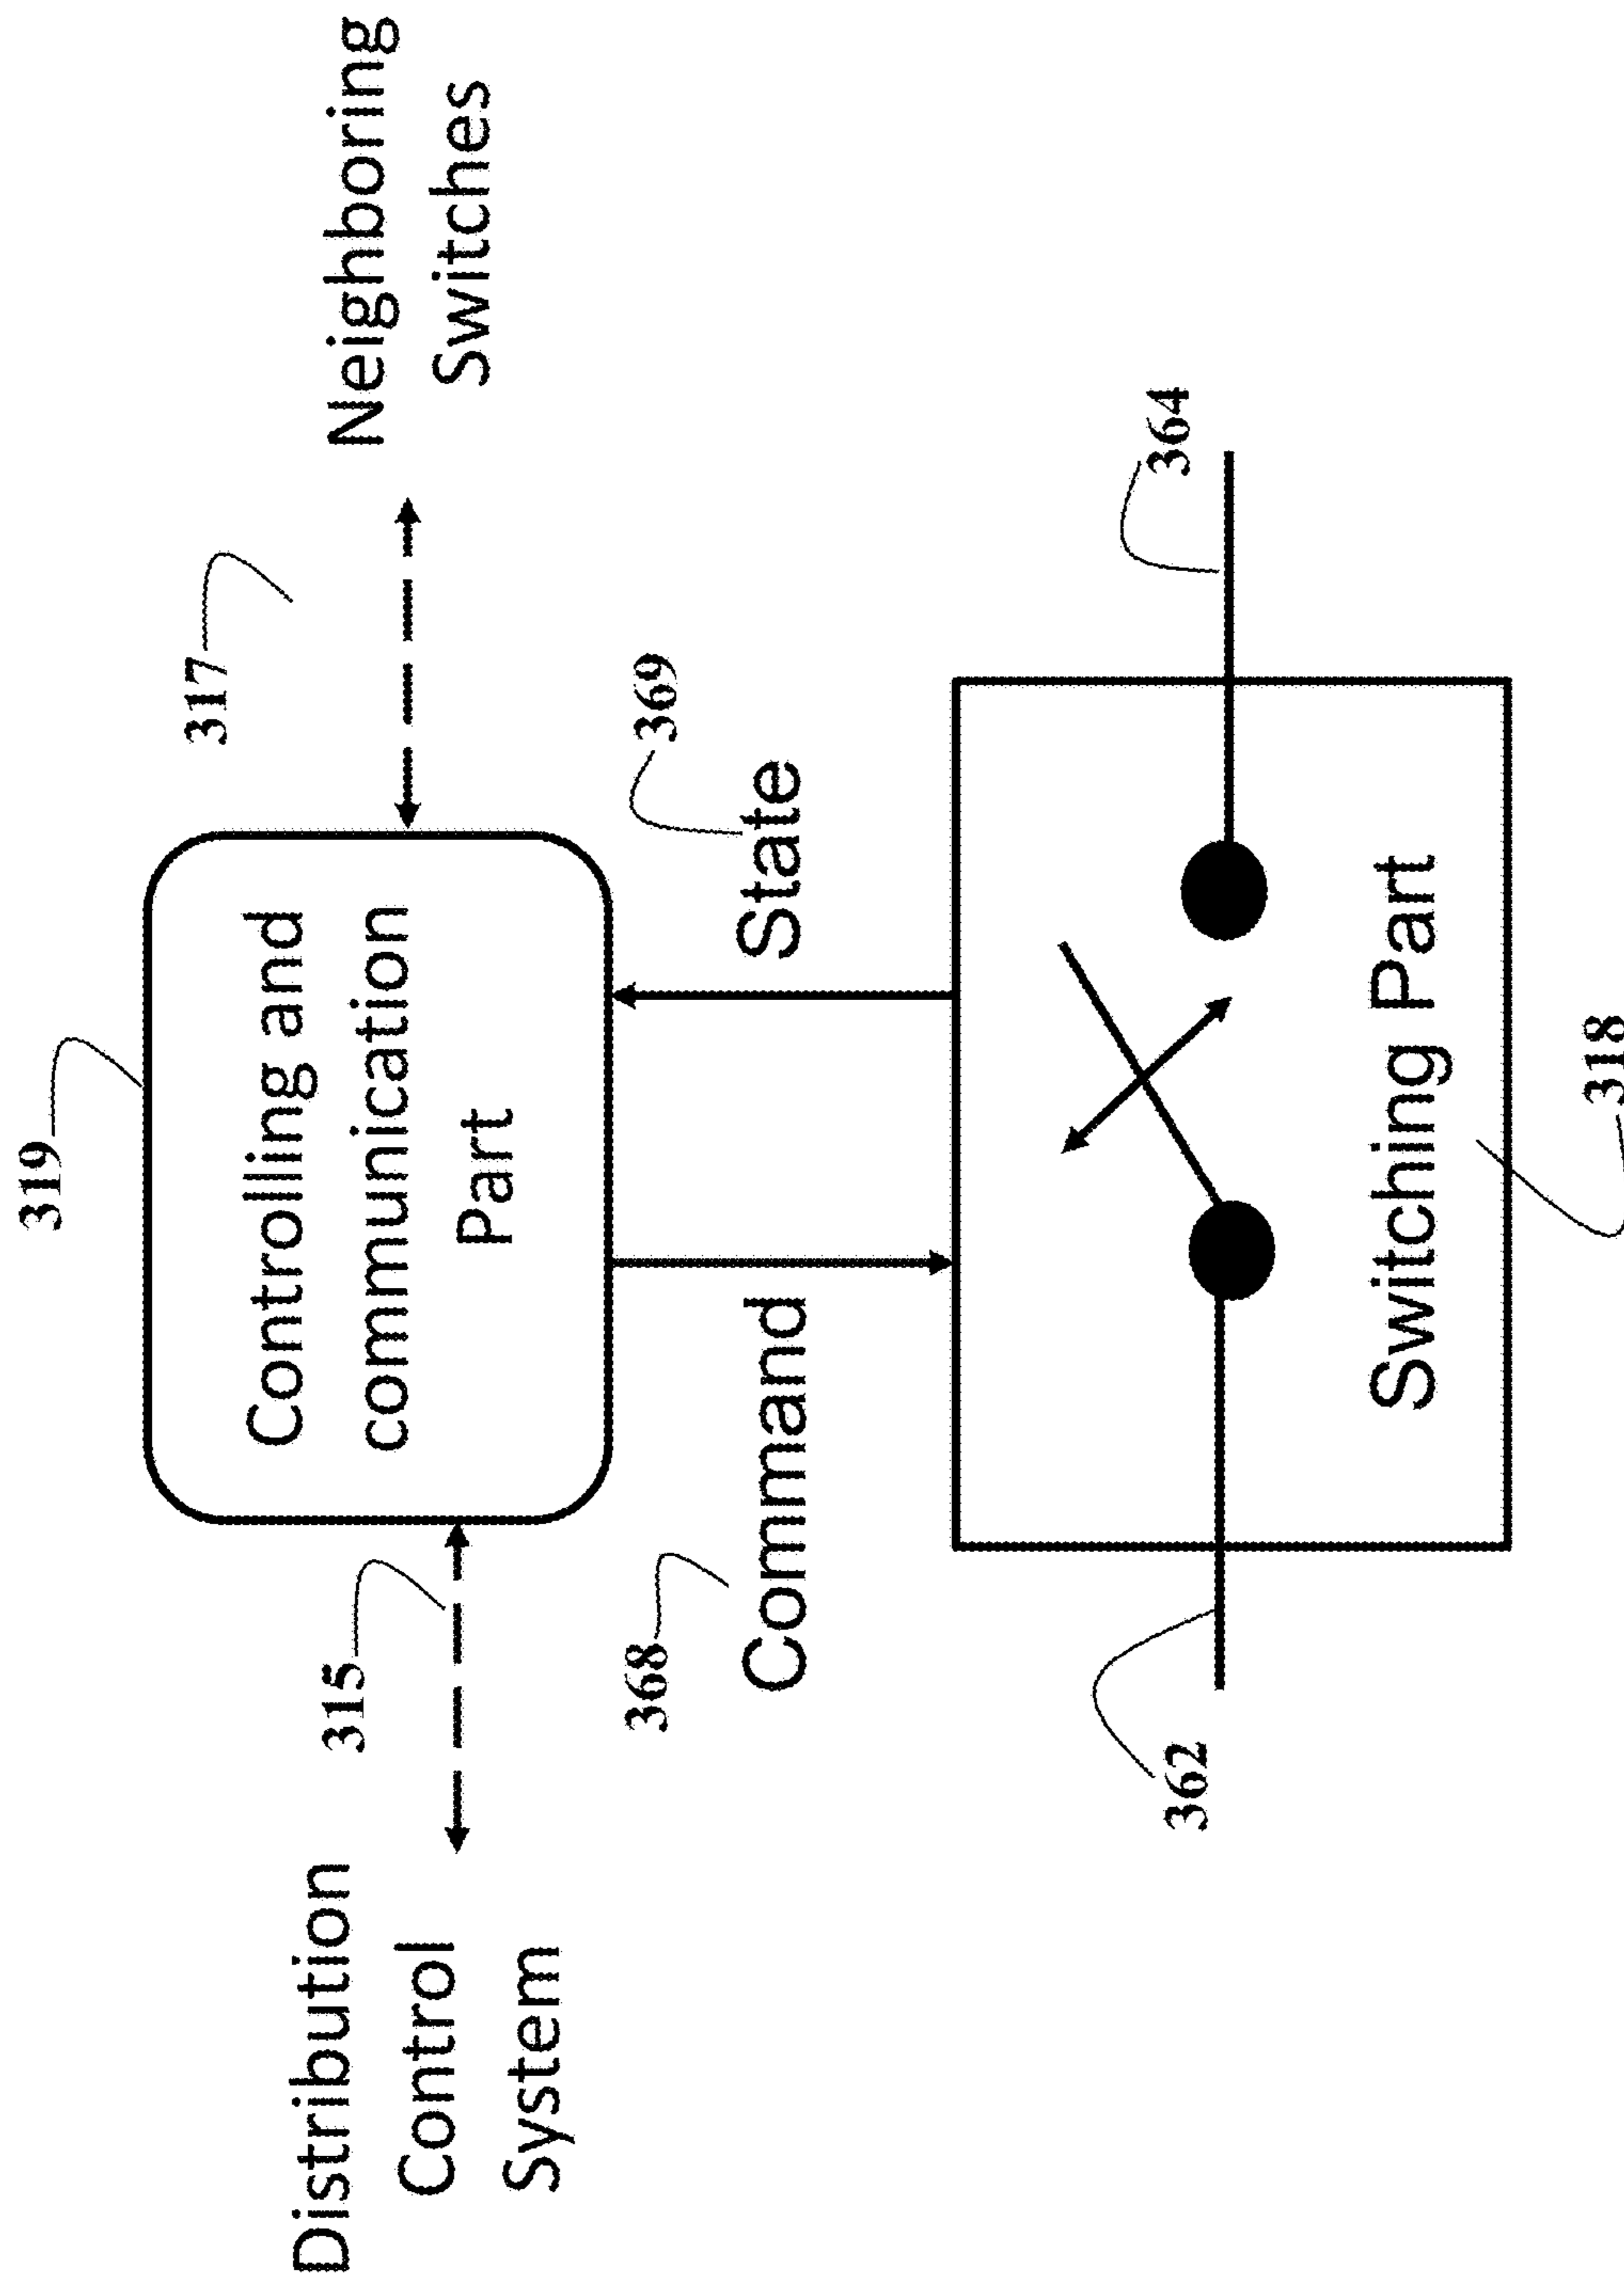 319
317
Controlling and
communication
Part
Distribution
Control
System
315
Neighboring
Switches
368
Command
State
369
362
364
Switching Part
318